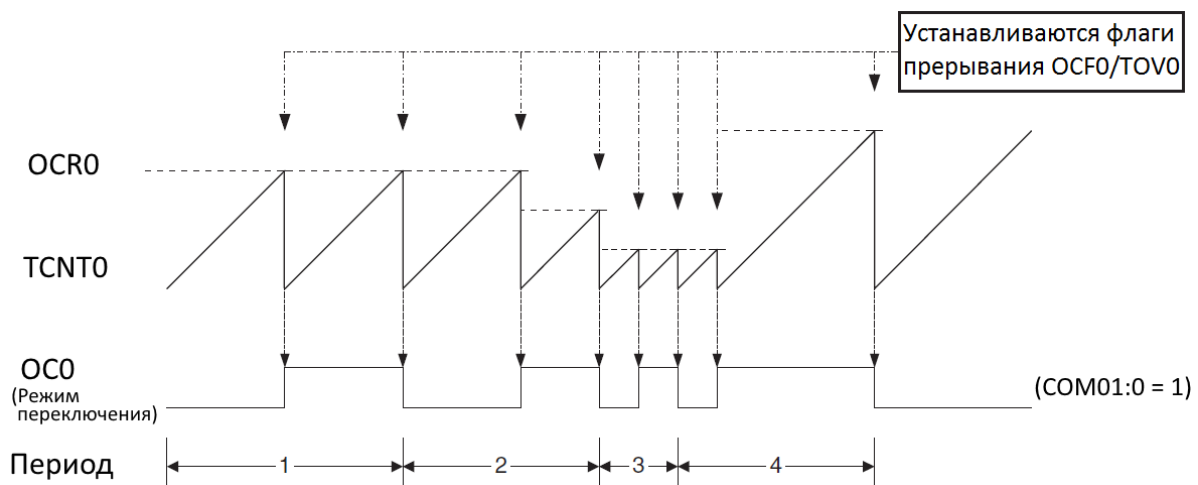 Устанавливаются флаги
прерывания OCF0/TOV0
OCR0
TCNT0
OC0
(Режим
переключения)
(COM01:0 = 1)
Период
1
2
3
4